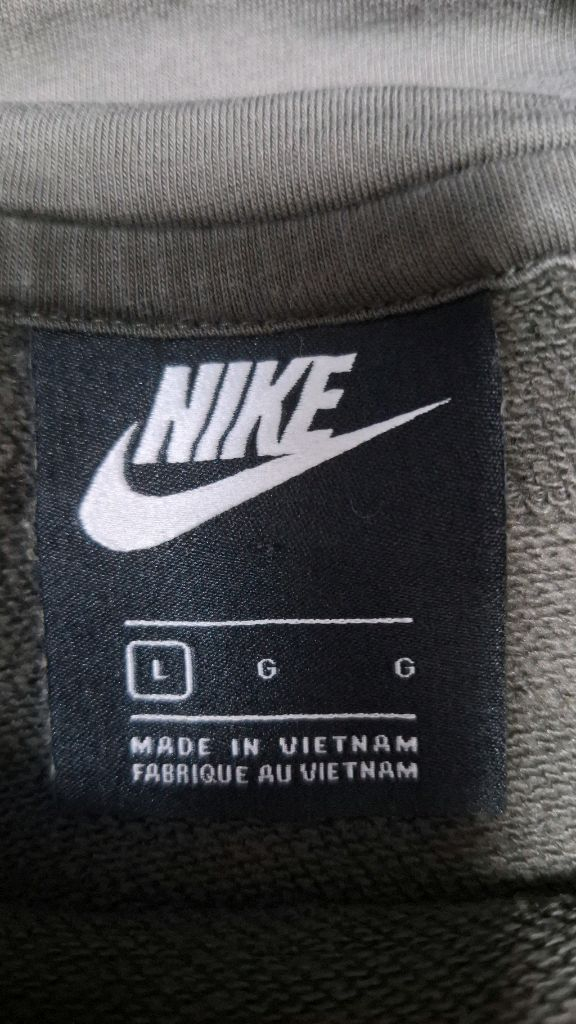 NIKE
L G G
MADE IN VIETNAM
FABRIQUE AU VIETNAM